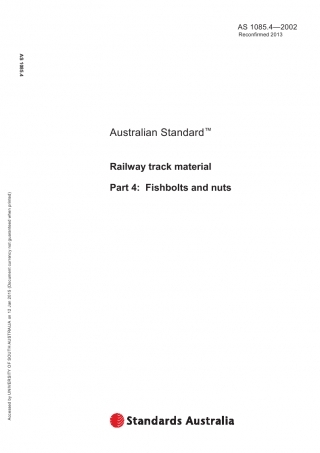 AS 1085.4—2002
Reconfirmed 2013
AS 1085.4
Australian Standard™
Railway track material
Part 4: Fishbolts and nuts
Accessed by UNIVERSITY OF SOUTH AUSTRALIA on 12 Jan 2015 (Document currency not guaranteed when printed)
Standards Australia